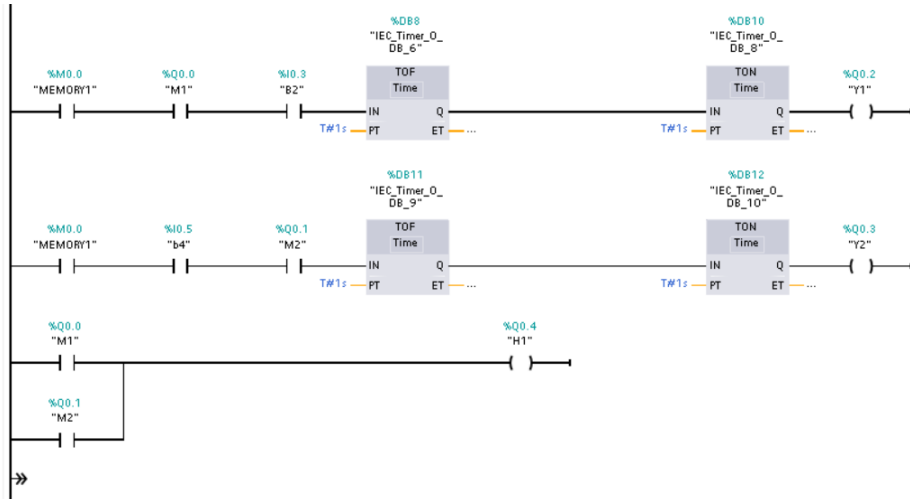 %DB8
"IEC_Timer_0_
DB_6"
%DB10
"IEC_Timer_0_
DB_8"
%M0.0
"MEMORY1"
%Q0.0
"M1"
%I0.3
"B2"
TOF
Time
TON
Time
%Q0.2
"Y1"
IN Q
IN Q
T#1s PT ET ...
T#1s PT ET ...
%DB11
"IEC_Timer_0_
DB_9"
%DB12
"IEC_Timer_0_
DB_10"
%M0.0
"MEMORY1"
%I0.5
"b4"
%Q0.1
"M2"
TOF
Time
TON
Time
%Q0.3
"Y2"
IN Q
IN Q
T#1s PT ET ...
T#1s PT ET ...
%Q0.0
"M1"
%Q0.4
"H1"
%Q0.1
"M2"